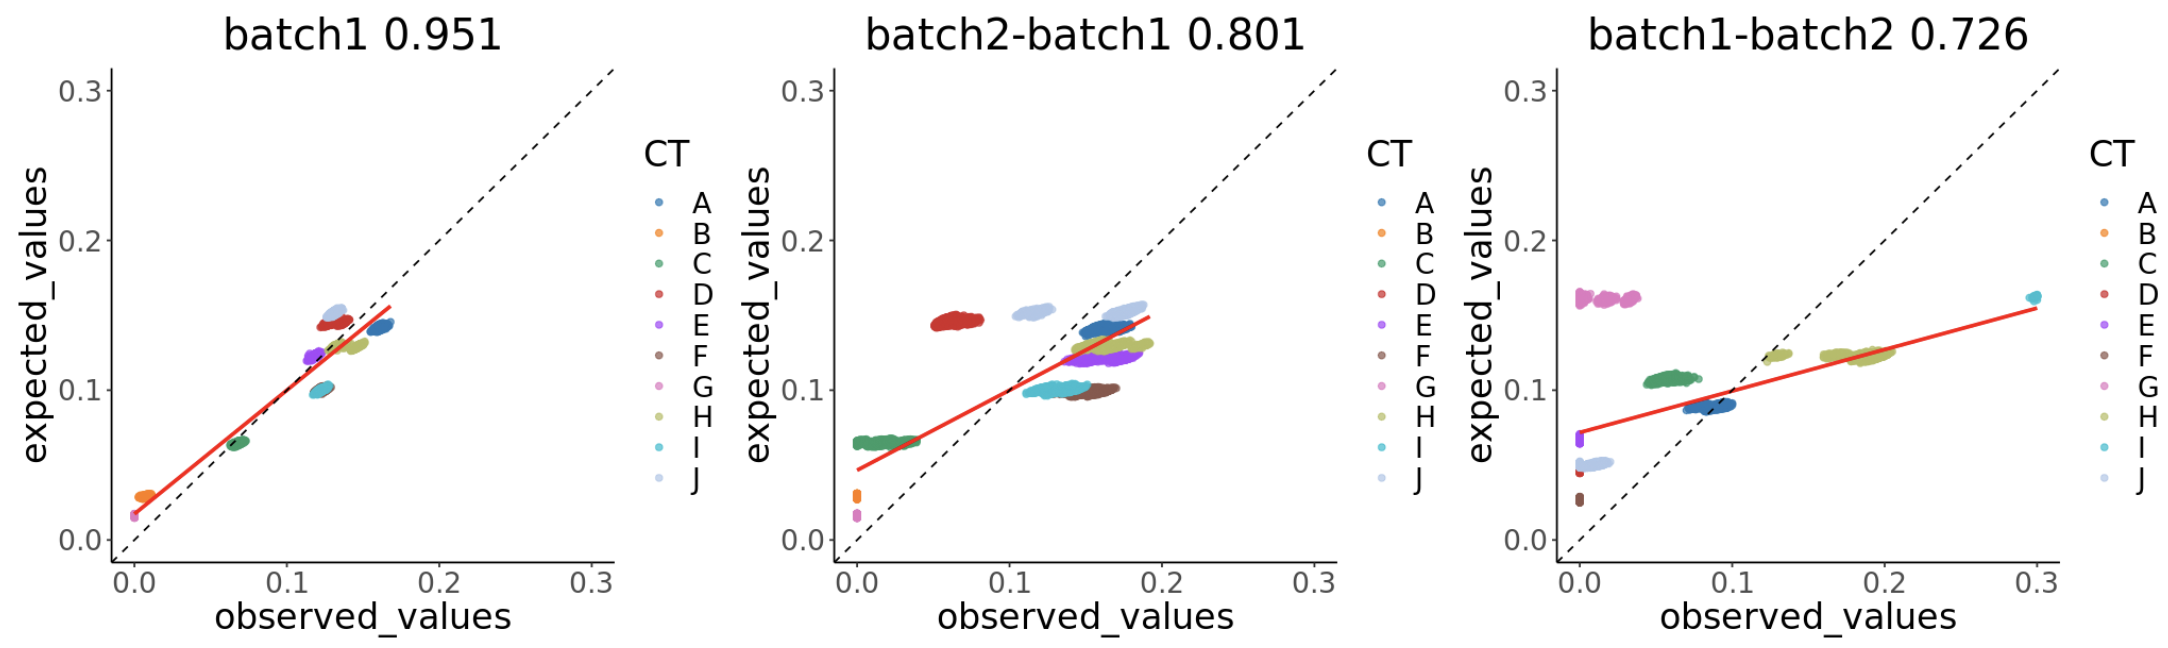 batch1 0.951
expected_values
0.3
0.2
0.1
0.0
0.0 0.1 0.2 0.3
observed_values
CT
A
B
C
D
E
F
G
H
I
J
batch2-batch1 0.801
expected_values
0.3
0.2
0.1
0.0
0.0 0.1 0.2 0.3
observed_values
CT
A
B
C
D
E
F
G
H
I
J
batch1-batch2 0.726
expected_values
0.3
0.2
0.1
0.0
0.0 0.1 0.2 0.3
observed_values
CT
A
B
C
D
E
F
G
H
I
J